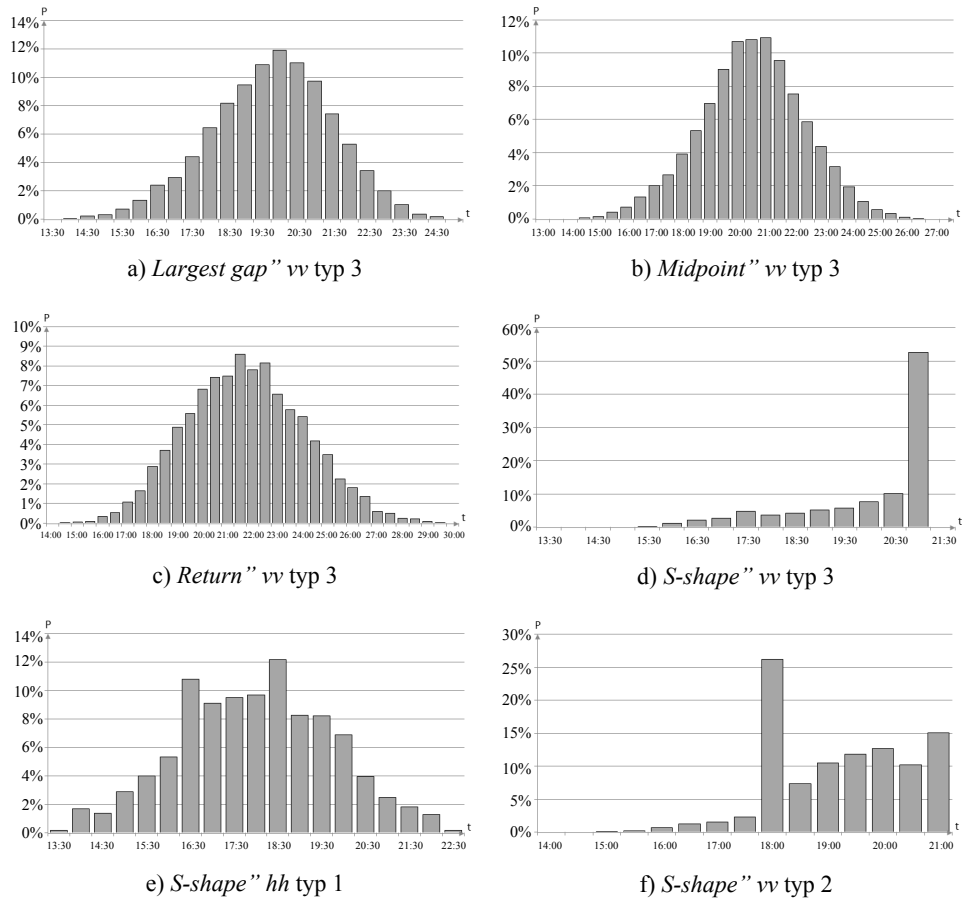 P
14%
12%
10%
8%
6%
4%
2%
0%
t
13:30 14:30 15:30 16:30 17:30 18:30 19:30 20:30 21:30 22:30 23:30 24:30
a) Largest gap” vv typ 3
P
12%
10%
8%
6%
4%
2%
0%
t
13:00 14:00 15:00 16:00 17:00 18:00 19:00 20:00 21:00 22:00 23:00 24:00 25:00 26:00 27:00
b) Midpoint” vv typ 3
P
10%
9%
8%
7%
6%
5%
4%
3%
2%
1%
0%
t
14:00 15:00 16:00 17:00 18:00 19:00 20:00 21:00 22:00 23:00 24:00 25:00 26:00 27:00 28:00 29:00 30:00
c) Return” vv typ 3
P
60%
50%
40%
30%
20%
10%
0%
t
13:30 14:30 15:30 16:30 17:30 18:30 19:30 20:30 21:30
d) S-shape” vv typ 3
P
14%
12%
10%
8%
6%
4%
2%
0%
t
13:30 14:30 15:30 16:30 17:30 18:30 19:30 20:30 21:30 22:30
e) S-shape” hh typ 1
P
30%
25%
20%
15%
10%
5%
0%
t
14:00 15:00 16:00 17:00 18:00 19:00 20:00 21:00
f) S-shape” vv typ 2